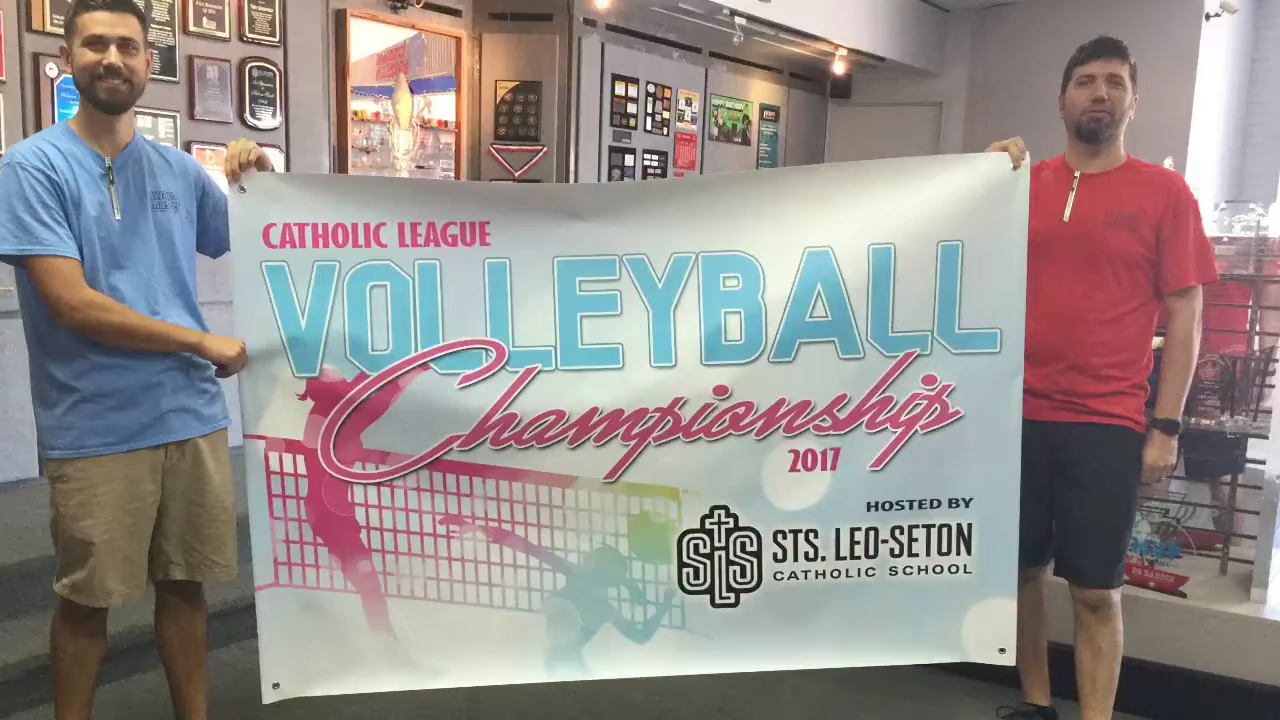 CATHOLIC LEAGUE
VOLLEYBALL
Championship
2017
HOSTED BY
SLS STS. LEO-SETON
CATHOLIC SCHOOL